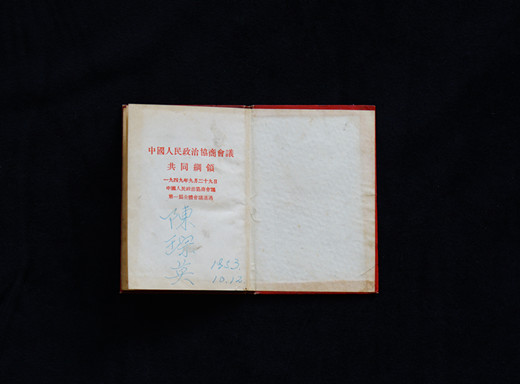 中國人民政治協商會議
共同綱領
一九四九年九月二十九日
中國人民政治協商會議
第一屆全體會議通過
陳
琛
英
1953.
10.12